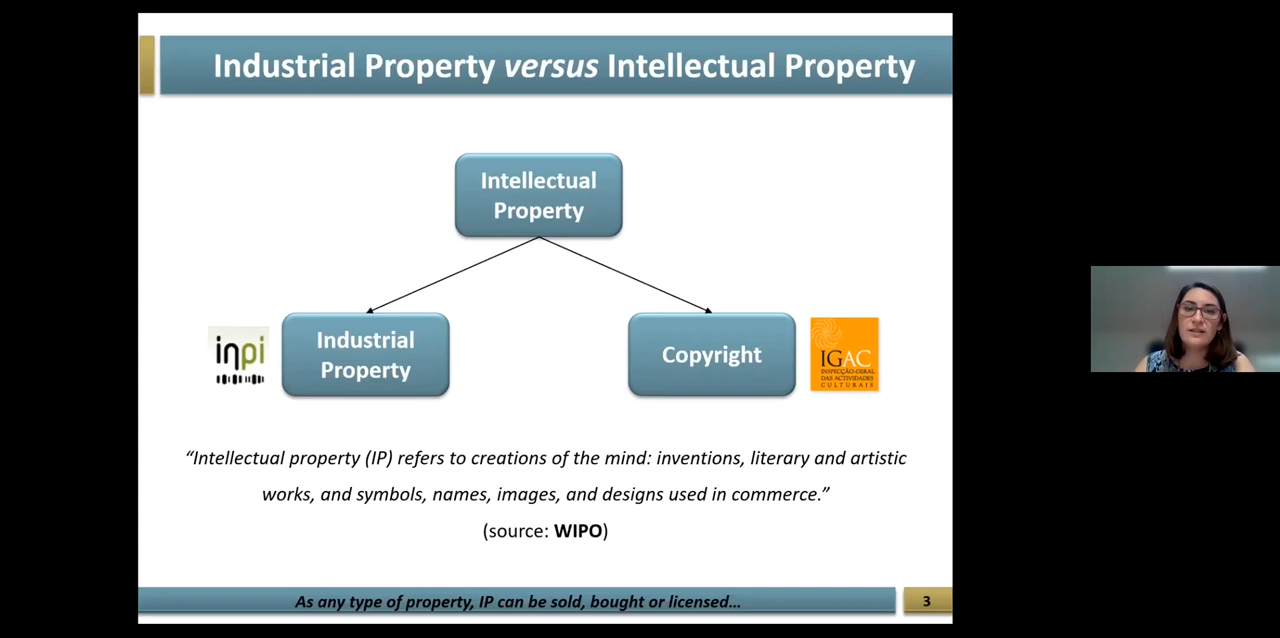 Industrial Property versus Intellectual Property
Intellectual
Property
inpi
Industrial
Property
Copyright
IGAC
INSPECÇÃO-GERAL
DAS ACTIVIDADES
CULTURAIS
“Intellectual property (IP) refers to creations of the mind: inventions, literary and artistic
works, and symbols, names, images, and designs used in commerce.”
(source: WIPO)
As any type of property, IP can be sold, bought or licensed…
3